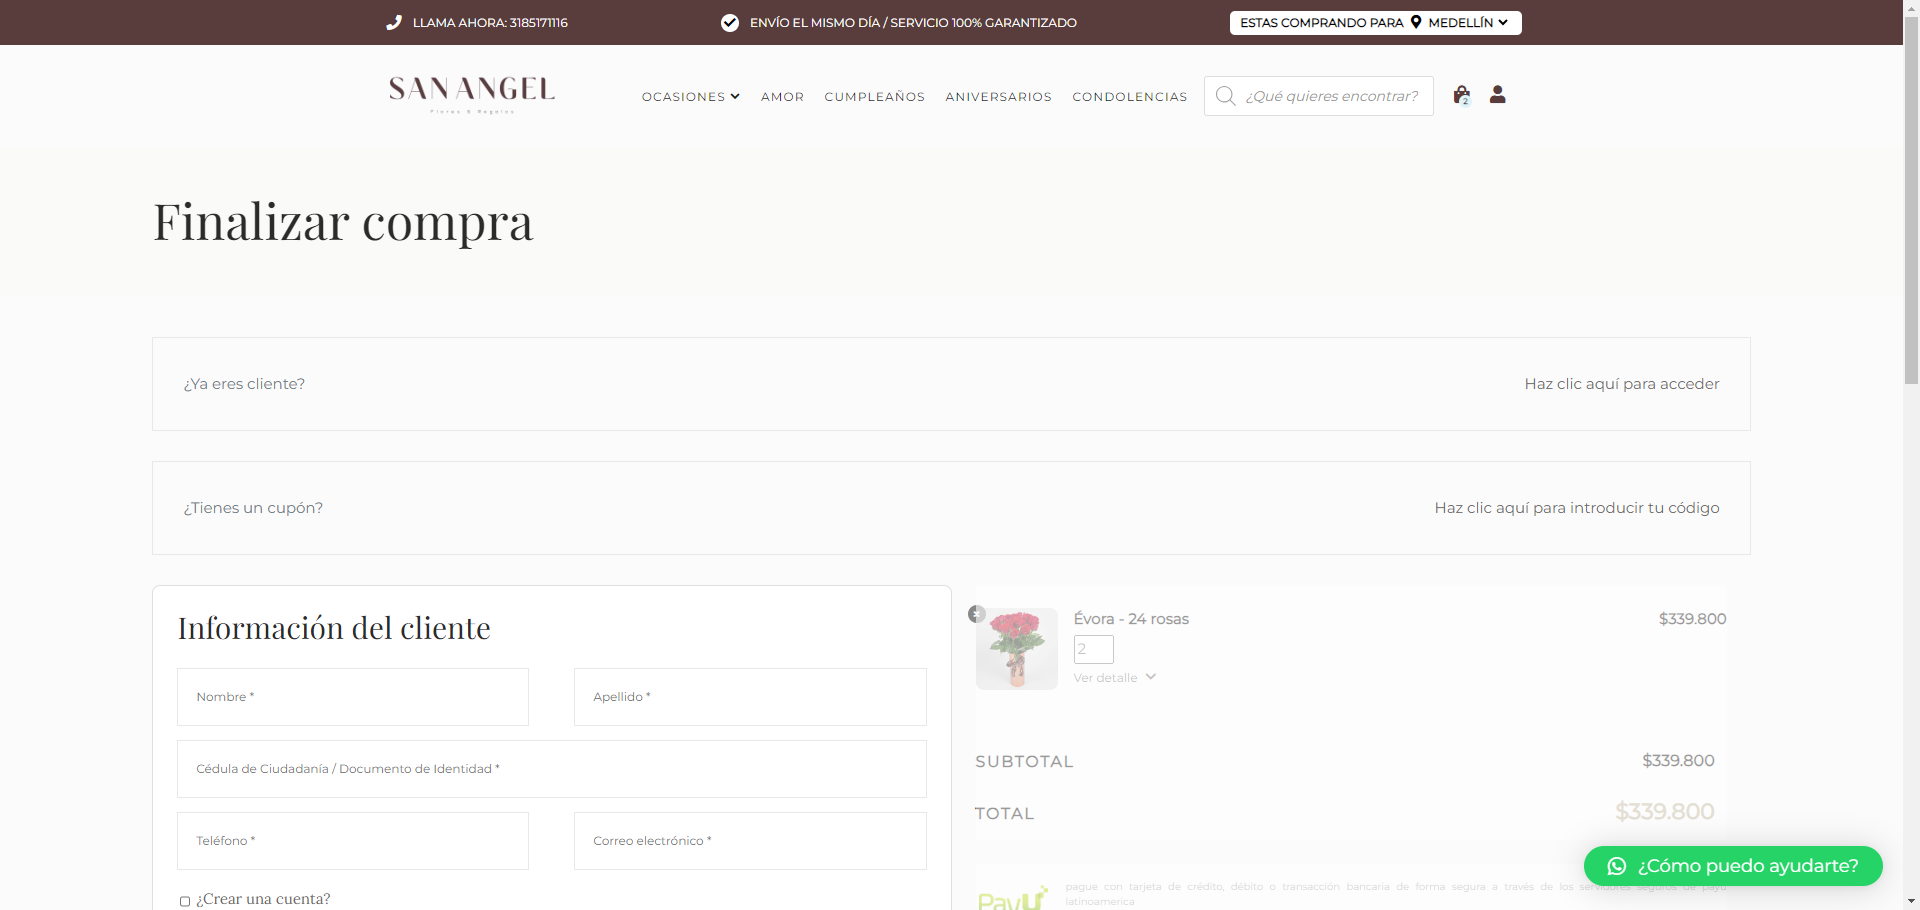 LLAMA AHORA: 3185171116
ENVÍO EL MISMO DÍA / SERVICIO 100% GARANTIZADO
ESTAS COMPRANDO PARA MEDELLÍN
SAN ANGEL
Flores & Regalos
OCASIONES
AMOR
CUMPLEAÑOS
ANIVERSARIOS
CONDOLENCIAS
¿Qué quieres encontrar?
2
Finalizar compra
¿Ya eres cliente?
Haz clic aquí para acceder
¿Tienes un cupón?
Haz clic aquí para introducir tu código
Información del cliente
Nombre *
Apellido *
Cédula de Ciudadanía / Documento de Identidad *
Teléfono *
Correo electrónico *
¿Crear una cuenta?
Évora - 24 rosas
$339.800
2
Ver detalle
SUBTOTAL
$339.800
TOTAL
$339.800
¿Cómo puedo ayudarte?
PayU
pague con tarjeta de crédito, débito o transacción bancaria de forma segura a través de los servidores seguros de payu
latinoamerica